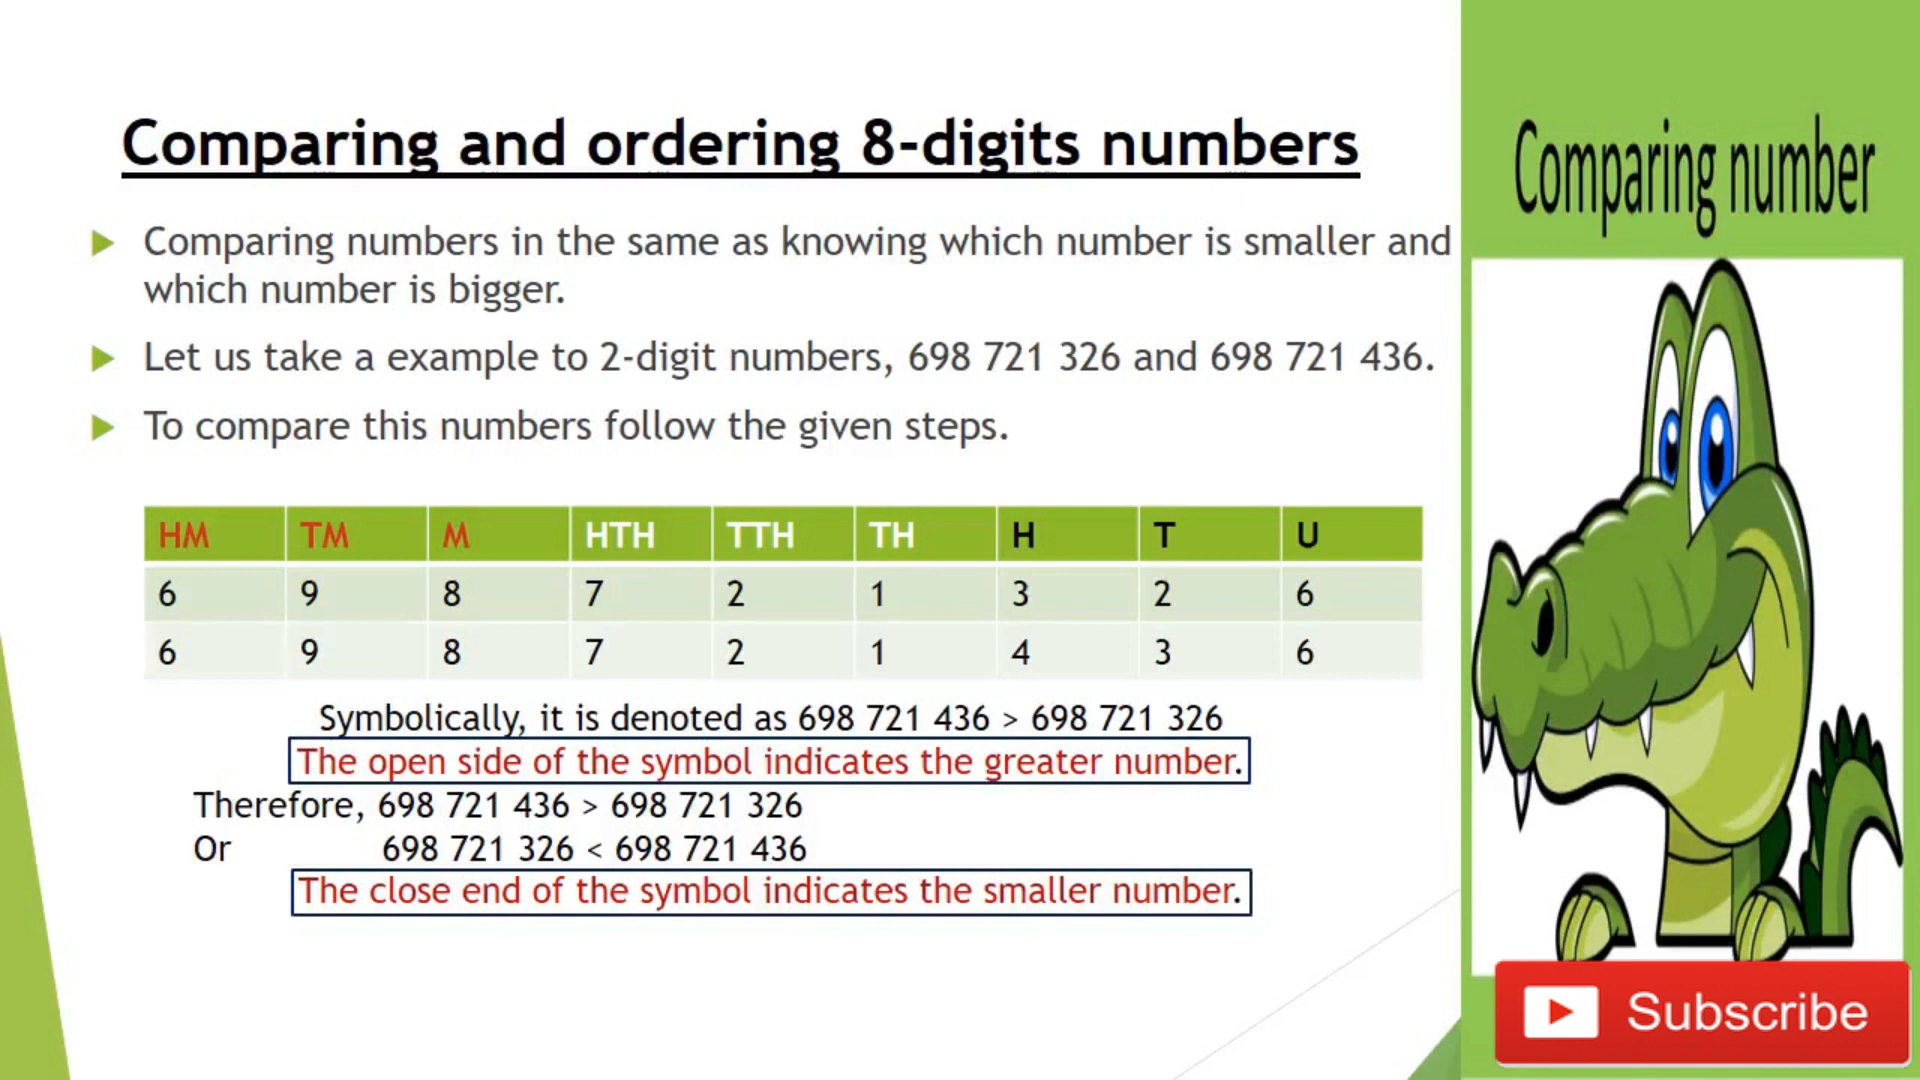 Comparing and ordering 8-digits numbers
Comparing numbers in the same as knowing which number is smaller and
which number is bigger.
Let us take a example to 2-digit numbers, 698 721 326 and 698 721 436.
To compare this numbers follow the given steps.
HM TM M HTH TTH TH H T U
6 9 8 7 2 1 3 2 6
6 9 8 7 2 1 4 3 6
Symbolically, it is denoted as 698 721 436 > 698 721 326
The open side of the symbol indicates the greater number.
Therefore, 698 721 436 > 698 721 326
Or 698 721 326 < 698 721 436
The close end of the symbol indicates the smaller number.
Comparing number
Subscribe